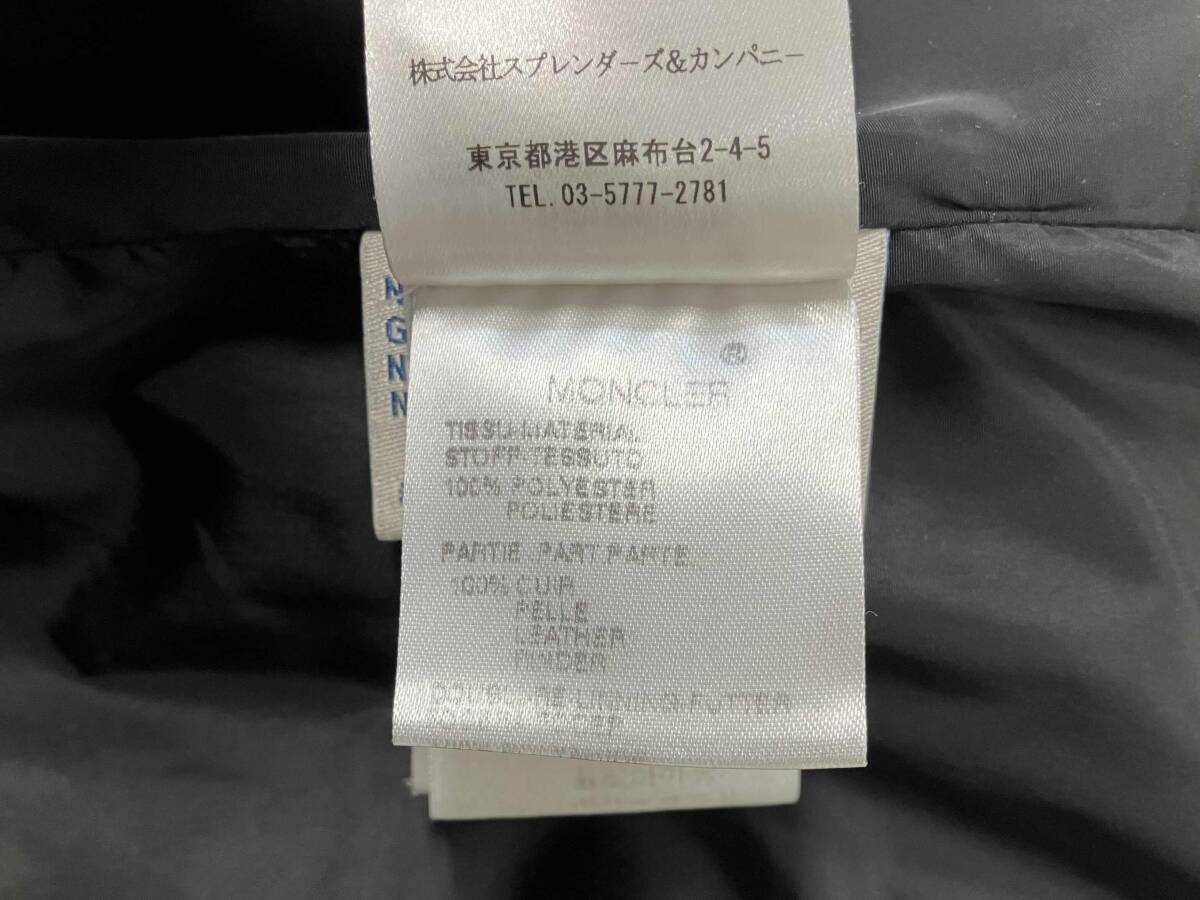 株式会社スプレンダーズ&カンパニー
東京都港区麻布台2-4-5
TEL. 03-5777-2781
N
G
N
N
®
MONCLER
TISSU-MATERIAL
STOFF-TESSUTO
100% POLYESTER
POLIESTERE
PARTIE.PART.PARTE.
100% CUIR
PELLE
LEATHER
RINDER
LINNING-FUTTER